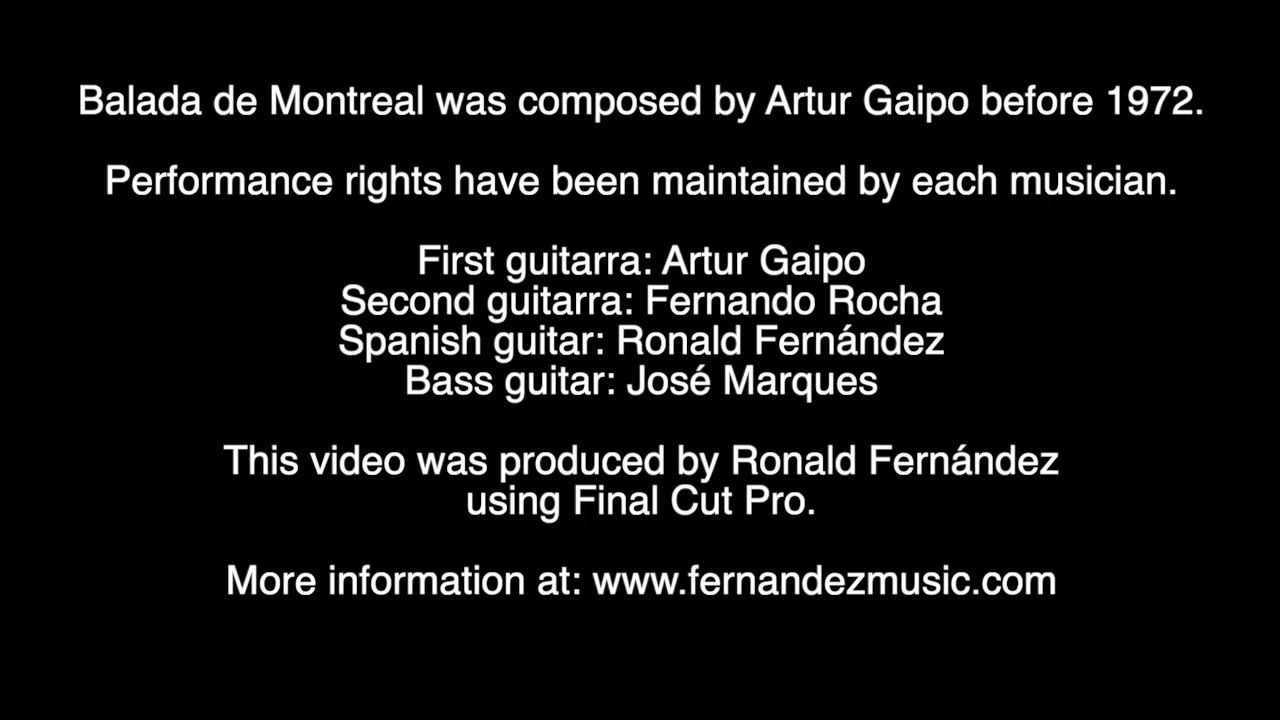 Balada de Montreal was composed by Artur Gaipo before 1972.
Performance rights have been maintained by each musician.
First guitarra: Artur Gaipo
Second guitarra: Fernando Rocha
Spanish guitar: Ronald Fernández
Bass guitar: José Marques
This video was produced by Ronald Fernández
using Final Cut Pro.
More information at: www.fernandezmusic.com